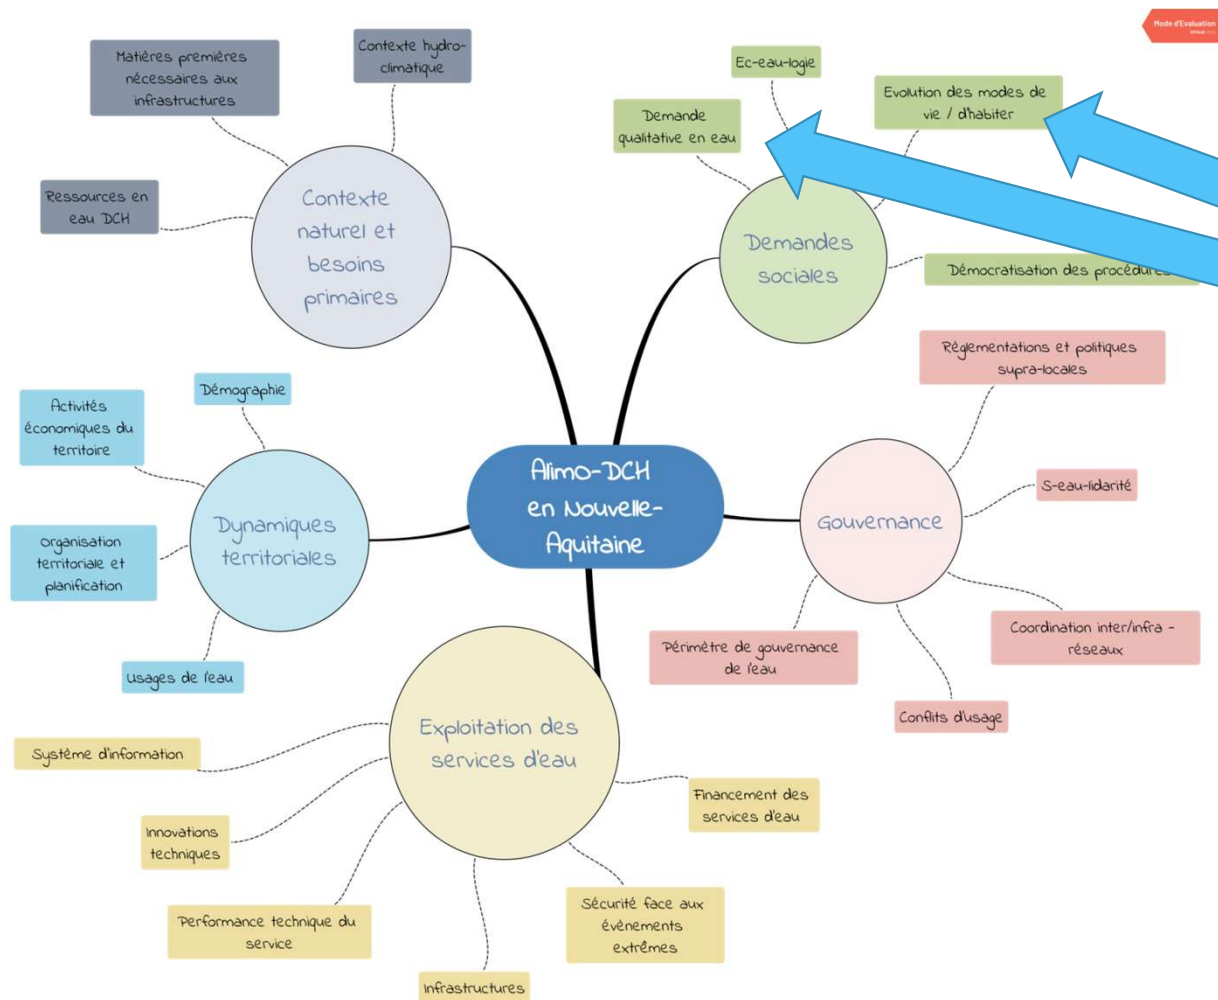 Mode d'Evaluation
Contexte hydro-
climatique
Matières premières
nécessaires aux
infrastructures
Ressources en
eau DCH
Contexte
naturel et
besoins
primaires
Ec-eau-logie
Evolution des modes de
vie / d'habiter
Demande
qualitative en eau
Demandes
sociales
Démocratisation des procédures
Règlementations et politiques
supra-locales
S-eau-lidarité
Gouvernance
Coordination inter/infra -
réseaux
Périmètre de gouvernance
de l'eau
Conflits d'usage
Alimo-DCH
en Nouvelle-
Aquitaine
Démographie
Activités
économiques du
territoire
Dynamiques
territoriales
Organisation
territoriale et
planification
Usages de l'eau
Exploitation des
services d'eau
Système d'information
Innovations
techniques
Performance technique du
service
Infrastructures
Sécurité face aux
évènements
extrêmes
Financement des
services d'eau